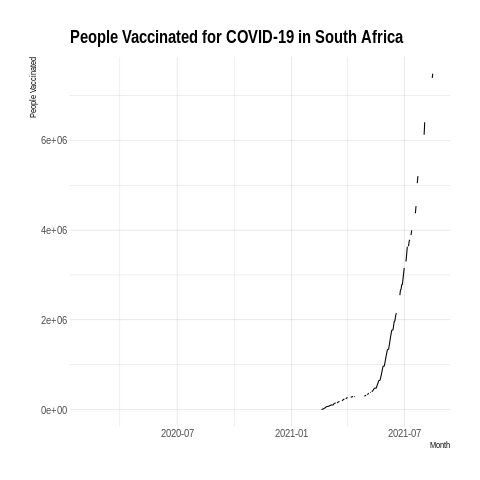 People Vaccinated for COVID-19 in South Africa
People Vaccinated
6e+06
4e+06
2e+06
0e+00
2020-07 2021-01 2021-07
Month